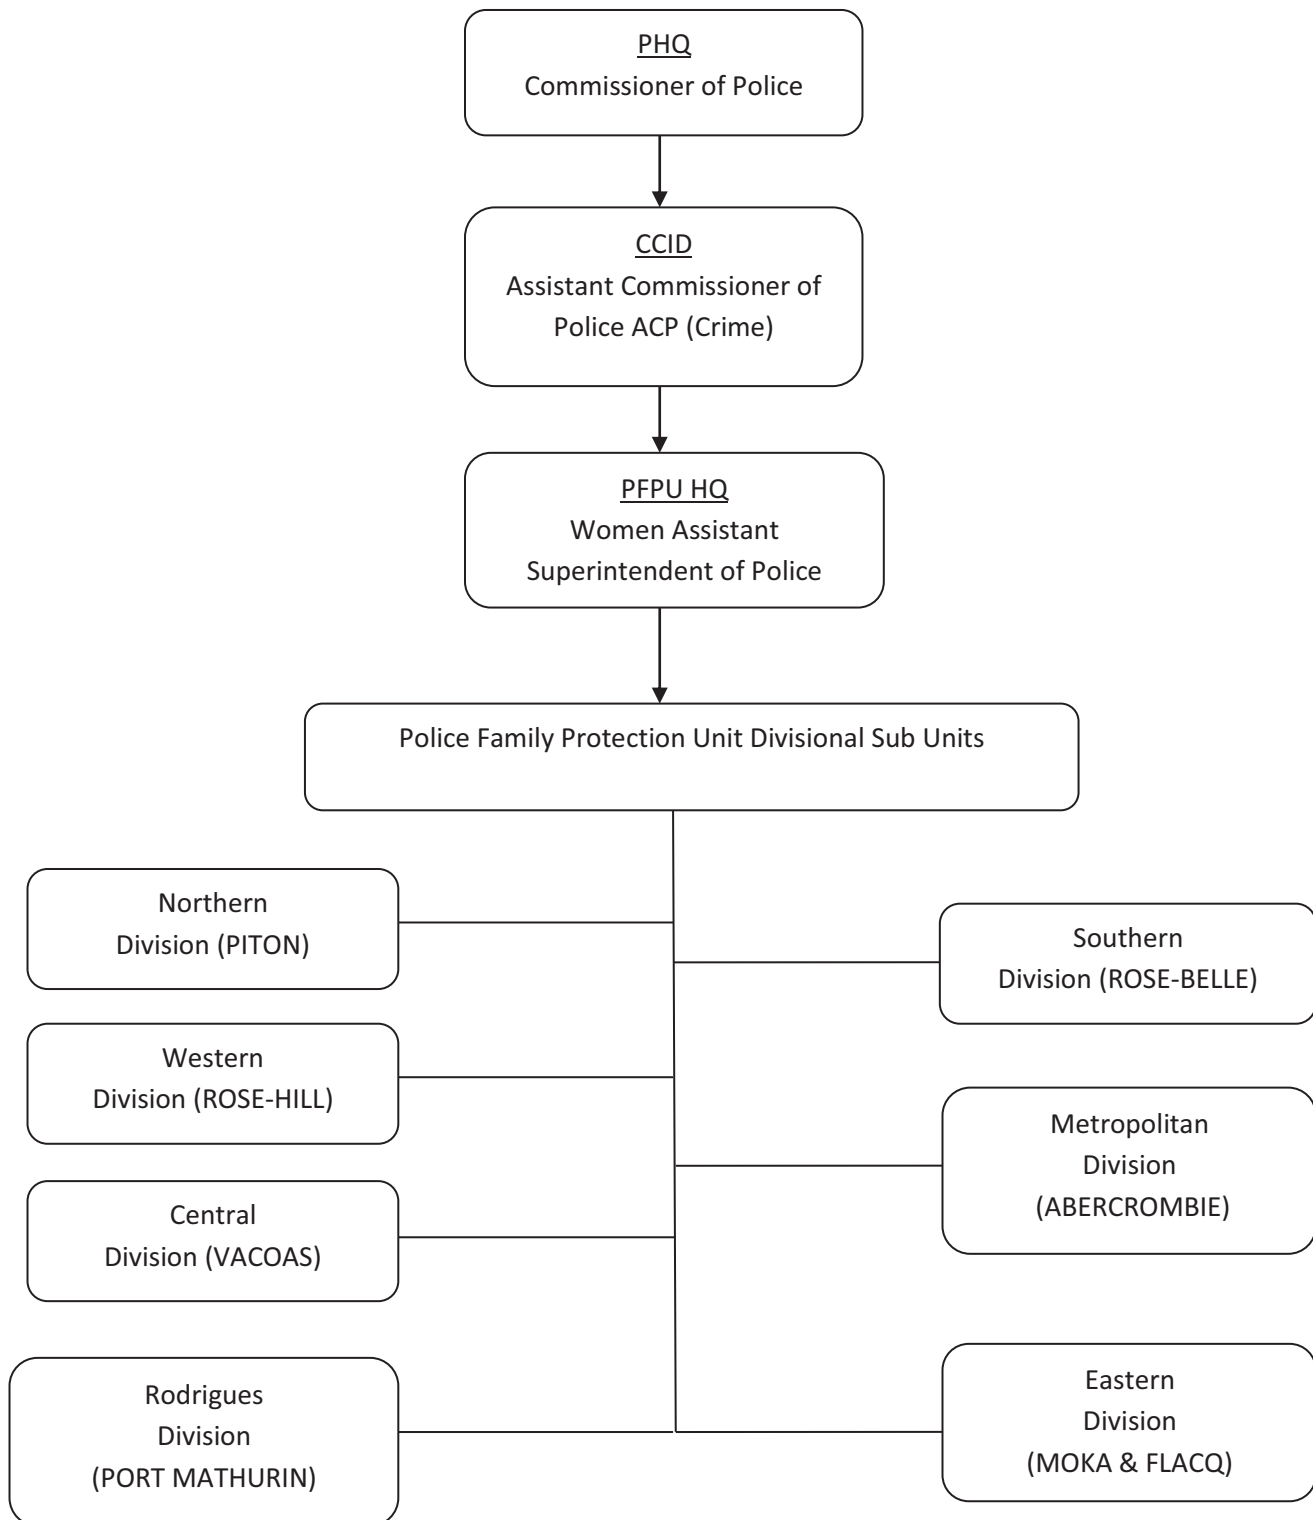 PHQ
Commissioner of Police
CCID
Assistant Commissioner of
Police ACP (Crime)
PFPU HQ
Women Assistant
Superintendent of Police
Police Family Protection Unit Divisional Sub Units
Northern
Division (PITON)
Southern
Division (ROSE-BELLE)
Western
Division (ROSE-HILL)
Metropolitan
Division
(ABERCROMBIE)
Central
Division (VACOAS)
Rodrigues
Division
(PORT MATHURIN)
Eastern
Division
(MOKA & FLACQ)